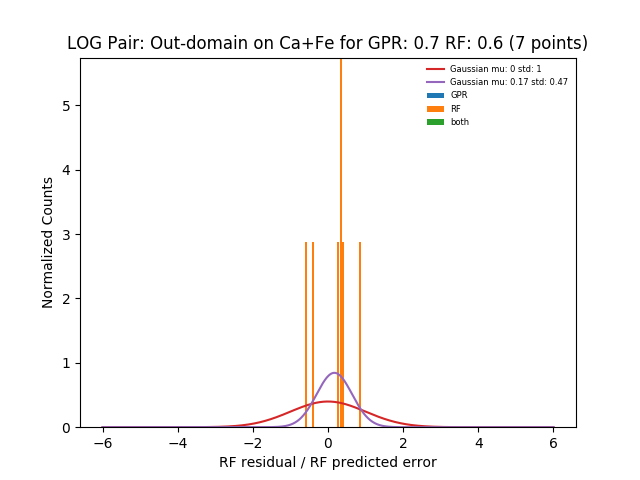 LOG Pair: Out-domain on Ca+Fe for GPR: 0.7 RF: 0.6 (7 points)
Gaussian mu: 0 std: 1
Gaussian mu: 0.17 std: 0.47
GPR
RF
both
Normalized Counts
5
4
3
2
1
0
−6 −4 −2 0 2 4 6
RF residual / RF predicted error